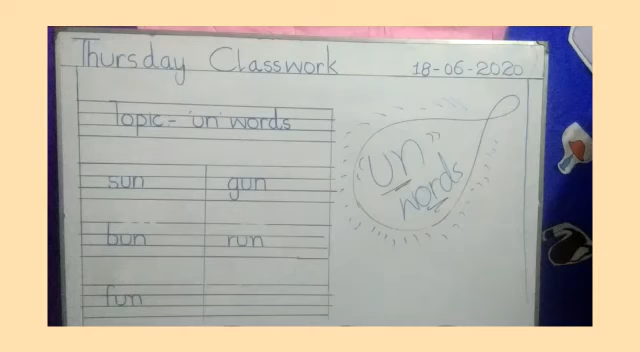 Thursday Classwork 18-06-2020
Topic - 'un' words
sun gun
bun run
fun
"un"
words